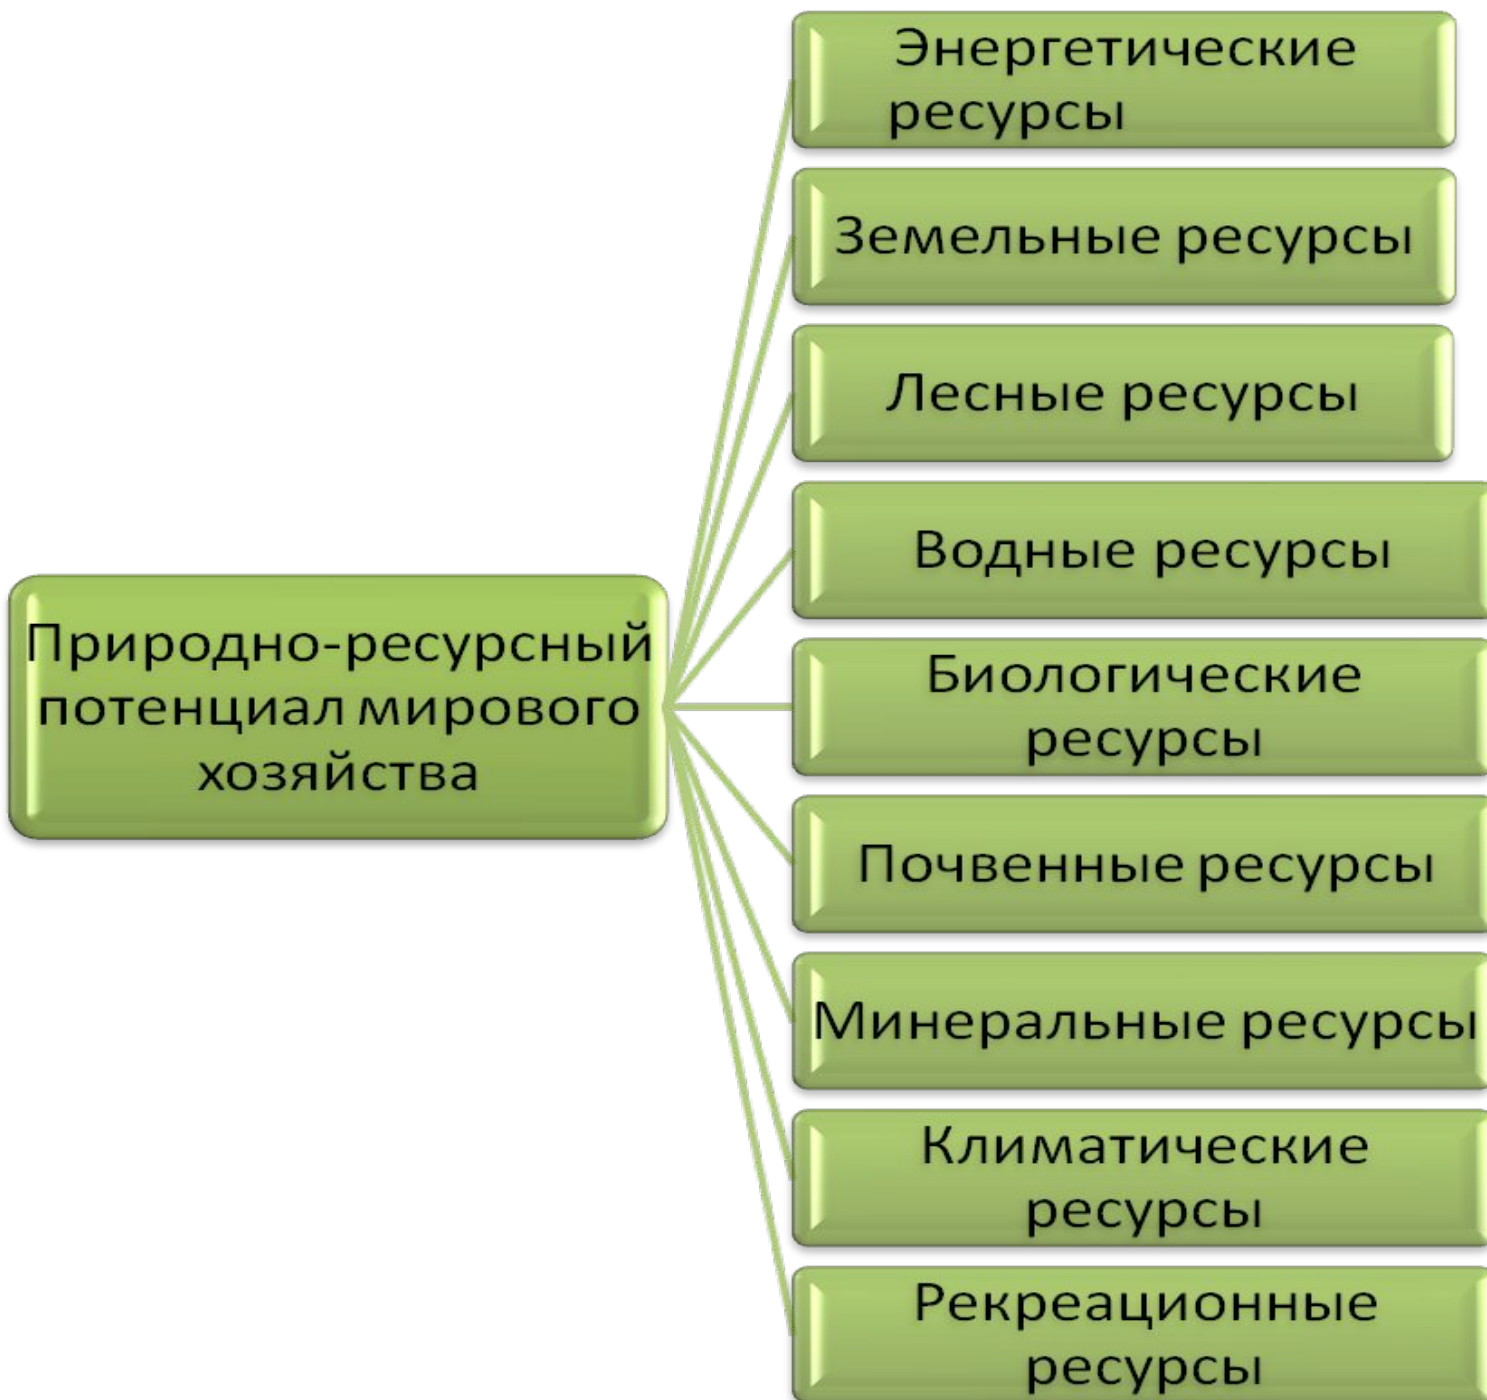 Энергетические
ресурсы
Земельные ресурсы
Лесные ресурсы
Водные ресурсы
Природно-ресурсный
потенциал мирового
хозяйства
Биологические
ресурсы
Почвенные ресурсы
Минеральные ресурсы
Климатические
ресурсы
Рекреационные
ресурсы